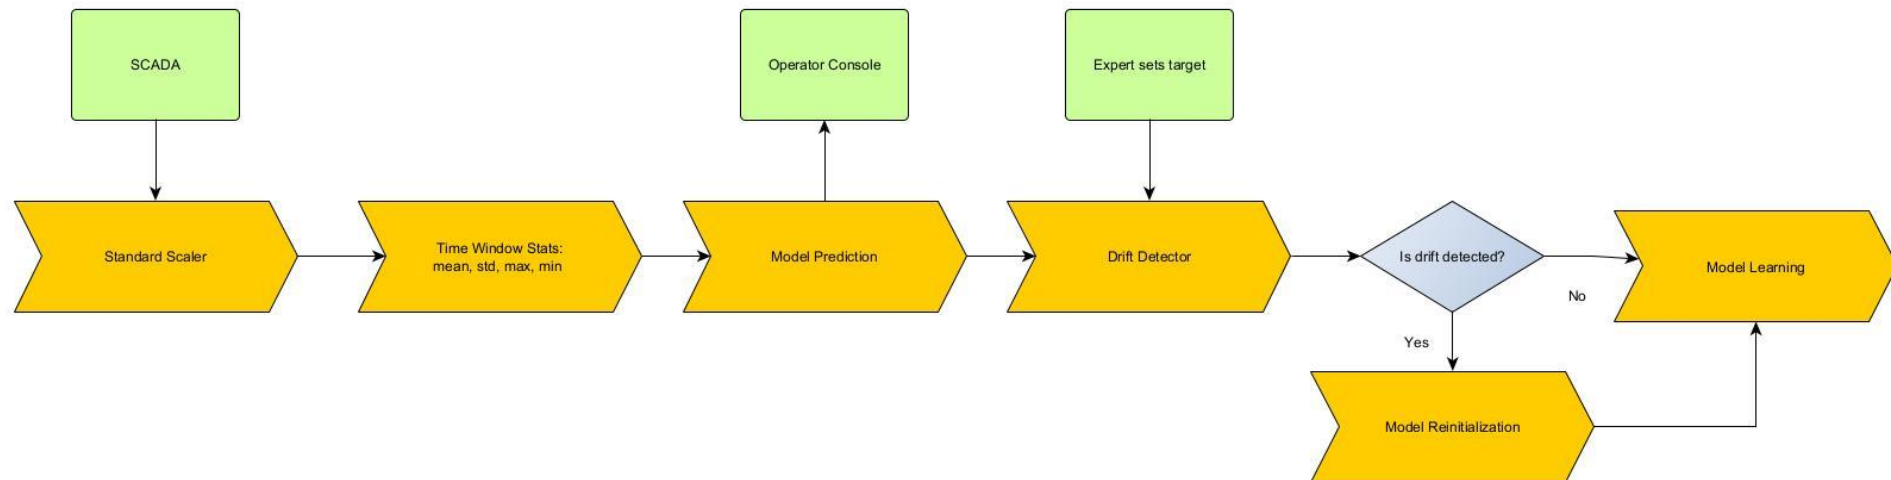 SCADA
Operator Console
Expert sets target
Standard Scaler
Time Window Stats:
mean, std, max, min
Model Prediction
Drift Detector
Is drift detected?
Model Learning
No
Yes
Model Reinitialization